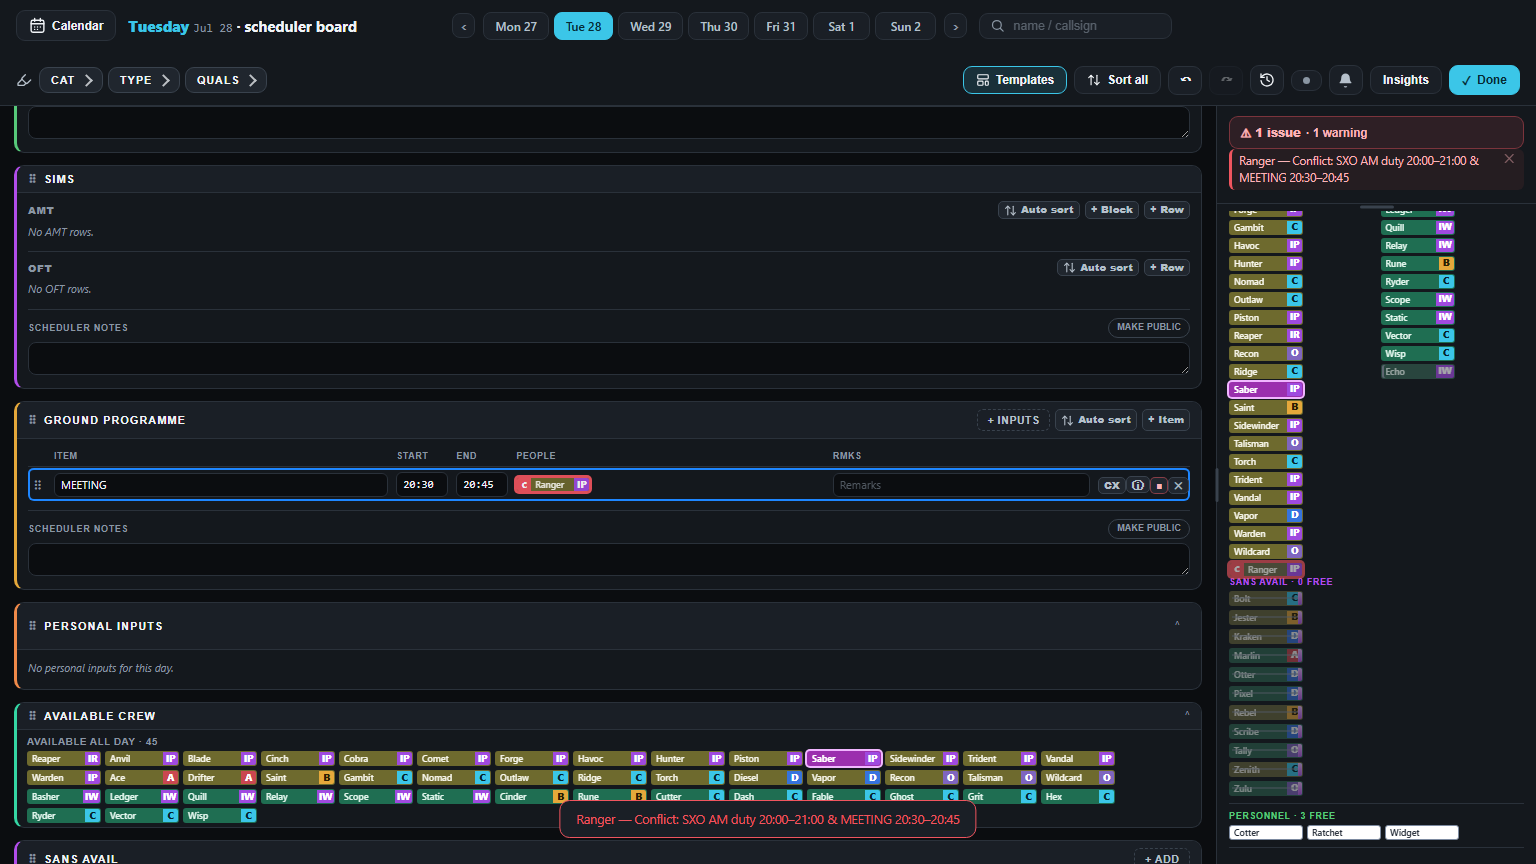 Calendar
Tuesday Jul 28 · scheduler board
‹ Mon 27 Tue 28 Wed 29 Thu 30 Fri 31 Sat 1 Sun 2 ›
name / callsign
CAT TYPE QUALS
Templates Sort all Insights ✓ Done
⚠ 1 issue · 1 warning
Ranger — Conflict: SXO AM duty 20:00–21:00 &
MEETING 20:30–20:45
SIMS
AMT
Auto sort + Block + Row
No AMT rows.
OFT
Auto sort + Row
No OFT rows.
SCHEDULER NOTES
MAKE PUBLIC
GROUND PROGRAMME
+ INPUTS Auto sort + Item
ITEM START END PEOPLE RMKS
MEETING 20:30 20:45 C Ranger IP Remarks CX
SCHEDULER NOTES
MAKE PUBLIC
PERSONAL INPUTS
No personal inputs for this day.
AVAILABLE CREW
AVAILABLE ALL DAY · 45
Reaper IR Anvil IP Blade IP Cinch IP Cobra IP Comet IP Forge IP Havoc IP Hunter IP Piston IP Saber IP Sidewinder IP Trident IP Vandal IP
Warden IP Ace A Drifter A Saint B Gambit C Nomad C Outlaw C Ridge C Torch C Diesel D Vapor D Recon O Talisman O Wildcard O
Basher IW Ledger IW Quill IW Relay IW Scope IW Static IW Cinder B Rune B Cutter C Dash C Fable C Ghost C Grit C Hex C
Ryder C Vector C Wisp C
Ranger — Conflict: SXO AM duty 20:00–21:00 & MEETING 20:30–20:45
SANS AVAIL
+ ADD
Forge IP
Gambit C
Havoc IP
Hunter IP
Nomad C
Outlaw C
Piston IP
Reaper IR
Recon O
Ridge C
Saber IP
Saint B
Sidewinder IP
Talisman O
Torch C
Trident IP
Vandal IP
Vapor D
Warden IP
Wildcard O
C Ranger IP
Ledger IW
Quill IW
Relay IW
Rune B
Ryder C
Scope IW
Static IW
Vector C
Wisp C
Echo IW
SANS AVAIL · 0 FREE
Bolt C
Jester B
Kraken D
Marlin A
Otter D
Pixel D
Rebel B
Scribe D
Tally O
Zenith C
Zulu O
PERSONNEL · 3 FREE
Cotter Ratchet Widget